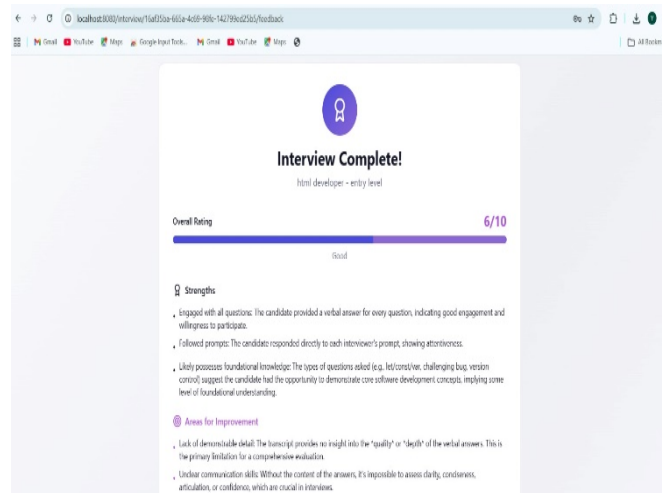 localhost:8080/interview/16af35ba-665a-4c69-90fc-142799ed25b5/feedback
Gmail YouTube Maps Google Input Tools... Gmail YouTube Maps
All Bookm
Interview Complete!
html developer - entry level
Overall Rating 6/10
Good
Strengths
• Engaged with all questions: The candidate provided a verbal answer for every question, indicating good engagement and
willingness to participate.
• Followed prompts: The candidate responded directly to each interviewer's prompt, showing attentiveness.
• Likely possesses foundational knowledge: The types of questions asked (e.g. let/const/var, challenging bug, version
control) suggest the candidate had the opportunity to demonstrate core software development concepts, implying some
level of foundational understanding.
Areas for Improvement
• Lack of demonstrable detail: The transcript provides no insight into the *quality* or *depth* of the verbal answers. This is
the primary limitation for a comprehensive evaluation.
• Unclear communication skills: Without the content of the answers, it's impossible to assess clarity, conciseness,
articulation, or confidence, which are crucial in interviews.